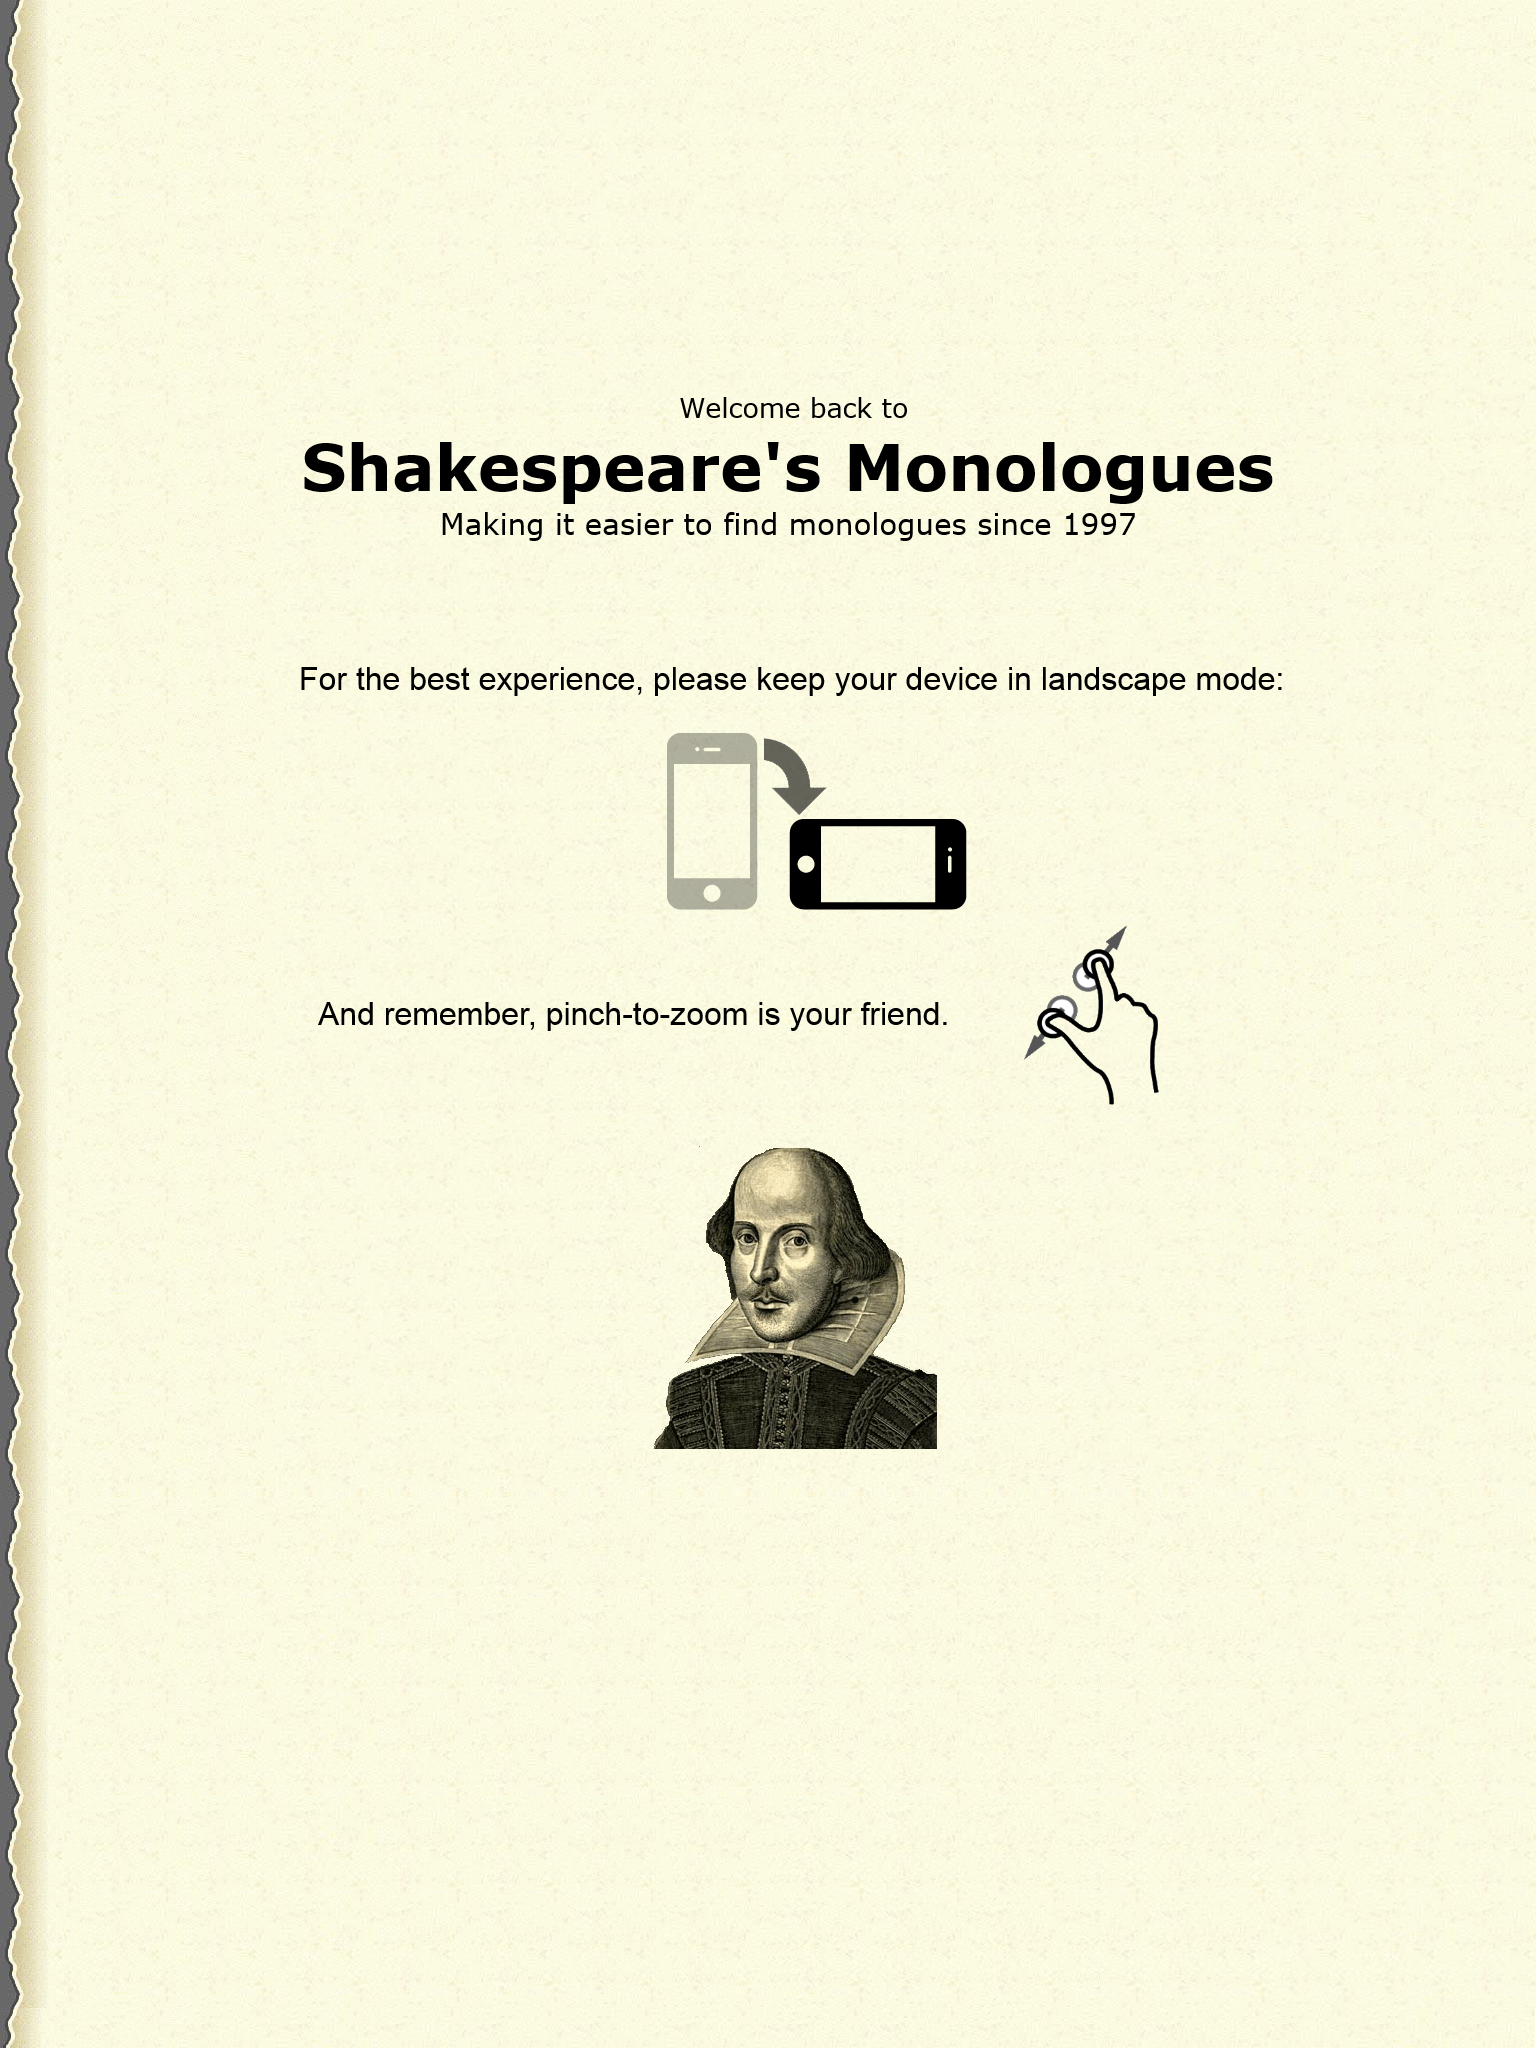 Welcome back to
Shakespeare's Monologues
Making it easier to find monologues since 1997
For the best experience, please keep your device in landscape mode:
And remember, pinch-to-zoom is your friend.